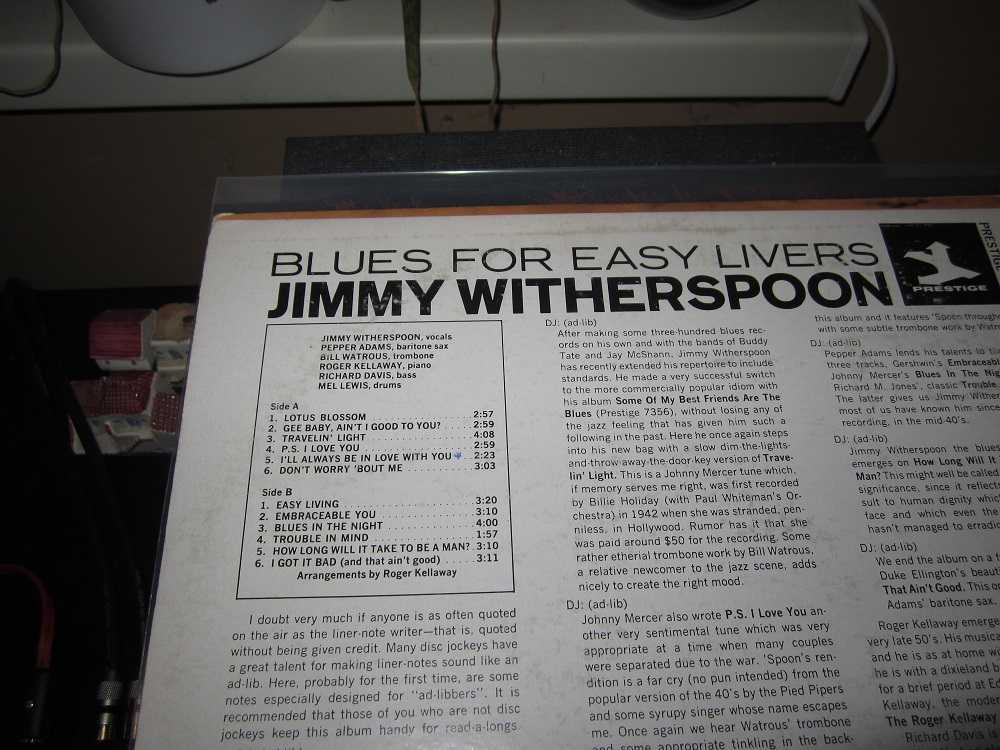 BLUES FOR EASY LIVERS
JIMMY WITHERSPOON
PRESTIGE
JIMMY WITHERSPOON, vocals
PEPPER ADAMS, baritone sax
BILL WATROUS, trombone
ROGER KELLAWAY, piano
RICHARD DAVIS, bass
MEL LEWIS, drums
Side A
1. LOTUS BLOSSOM 2:57
2. GEE BABY, AIN'T I GOOD TO YOU? 2:59
3. TRAVELIN' LIGHT 4:08
4. P.S. I LOVE YOU 2:59
5. I'LL ALWAYS BE IN LOVE WITH YOU 2:23
6. DON'T WORRY 'BOUT ME 3:03
Side B
1. EASY LIVING 3:20
2. EMBRACEABLE YOU 3:10
3. BLUES IN THE NIGHT 4:00
4. TROUBLE IN MIND 1:57
5. HOW LONG WILL IT TAKE TO BE A MAN? 3:10
6. I GOT IT BAD (and that ain't good) 3:11
Arrangements by Roger Kellaway
I doubt very much if anyone is as often quoted
on the air as the liner-note writer—that is, quoted
without being given credit. Many disc jockeys have
a great talent for making liner-notes sound like an
ad-lib. Here, probably for the first time, are some
notes especially designed for "ad-libbers". It is
recommended that those of you who are not disc
jockeys keep this album handy for read-a-longs.
DJ: (ad-lib)
After making some three-hundred blues rec-
ords on his own and with the bands of Buddy
Tate and Jay McShann, Jimmy Witherspoon
has recently extended his repertoire to include
standards. He made a very successful switch
to the more commercially popular idiom with
his album Some Of My Best Friends Are The
Blues (Prestige 7356), without losing any of
the jazz feeling that has given him such a
following in the past. Here he once again steps
into his new bag with a slow dim-the-lights-
and-throw-away-the-door-key version of Trave-
lin' Light. This is a Johnny Mercer tune which,
if memory serves me right, was first recorded
by Billie Holiday (with Paul Whiteman's Or-
chestra) in 1942 when she was stranded, pen-
niless, in Hollywood. Rumor has it that she
was paid around $50 for the recording. Some
rather etherial trombone work by Bill Watrous,
a relative newcomer to the jazz scene, adds
nicely to create the right mood.
DJ: (ad-lib)
Johnny Mercer also wrote P.S. I Love You an-
other very sentimental tune which was very
appropriate at a time when many couples
were separated due to the war. 'Spoon's ren-
dition is a far cry (no pun intended) from the
popular version of the 40's by the Pied Pipers
and some syrupy singer whose name escapes
me. Once again we hear Watrous' trombone
and some appropriate tinkling in the back-
this album and it features 'Spoon through
with some subtle trombone work by
DJ: (ad-lib)
Pepper Adams lends his talents to
three tracks, Gershwin's
Johnny Mercer's Blues In The
Richard M. Jones', classic Trouble
The latter gives us Jimmy
most of us have known him since
recording, in the mid-40's.
DJ: (ad-lib)
Jimmy Witherspoon the blues
emerges on How Long Will It
Man? This might well be called
significance, since it
sult to human dignity
face and which even the
hasn't managed to
DJ: (ad-lib)
We end the album on a
Duke Ellington's
That Ain't Good. This
Adams' baritone sax.
Roger Kellaway
very late 50's. His
and he is as at home
he is with a dixieland
for a brief period at
Kellaway, the
The Roger Kellaway
Richard Davis is